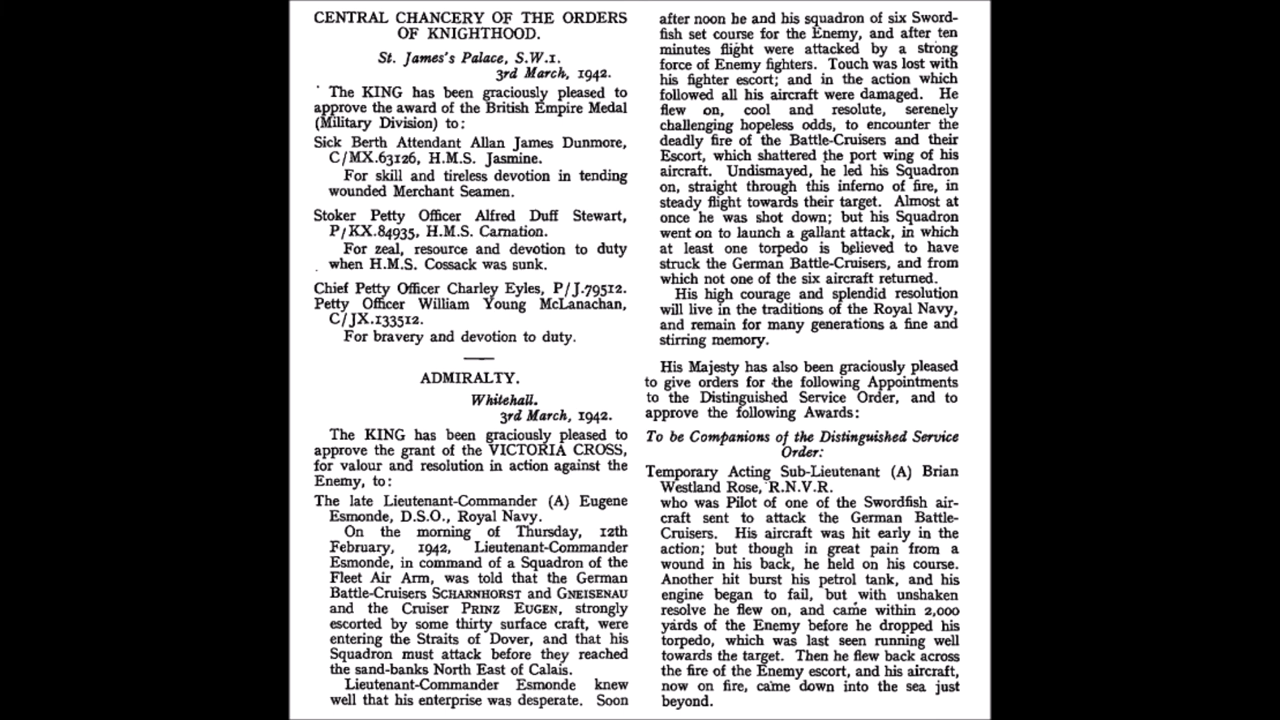 CENTRAL CHANCERY OF THE ORDERS
OF KNIGHTHOOD.
St. James's Palace, S.W.1.
3rd March, 1942.
The KING has been graciously pleased to
approve the award of the British Empire Medal
(Military Division) to:
Sick Berth Attendant Allan James Dunmore,
C/MX.63126, H.M.S. Jasmine.
For skill and tireless devotion in tending
wounded Merchant Seamen.
Stoker Petty Officer Alfred Duff Stewart,
P/KX.84935, H.M.S. Carnation.
For zeal, resource and devotion to duty
when H.M.S. Cossack was sunk.
Chief Petty Officer Charley Eyles, P/J.79512.
Petty Officer William Young McLanachan,
C/JX.133512.
For bravery and devotion to duty.
ADMIRALTY.
Whitehall.
3rd March, 1942.
The KING has been graciously pleased to
approve the grant of the VICTORIA CROSS,
for valour and resolution in action against the
Enemy, to:
The late Lieutenant-Commander (A) Eugene
Esmonde, D.S.O., Royal Navy.
On the morning of Thursday, 12th
February, 1942, Lieutenant-Commander
Esmonde, in command of a Squadron of the
Fleet Air Arm, was told that the German
Battle-Cruisers SCHARNHORST and GNEISENAU
and the Cruiser PRINZ EUGEN, strongly
escorted by some thirty surface craft, were
entering the Straits of Dover, and that his
Squadron must attack before they reached
the sand-banks North East of Calais.
Lieutenant-Commander Esmonde knew
well that his enterprise was desperate. Soon
after noon he and his squadron of six Sword-
fish set course for the Enemy, and after ten
minutes flight were attacked by a strong
force of Enemy fighters. Touch was lost with
his fighter escort; and in the action which
followed all his aircraft were damaged. He
flew on, cool and resolute, serenely
challenging hopeless odds, to encounter the
deadly fire of the Battle-Cruisers and their
Escort, which shattered the port wing of his
aircraft. Undismayed, he led his Squadron
on, straight through this inferno of fire, in
steady flight towards their target. Almost at
once he was shot down; but his Squadron
went on to launch a gallant attack, in which
at least one torpedo is believed to have
struck the German Battle-Cruisers, and from
which not one of the six aircraft returned.
His high courage and splendid resolution
will live in the traditions of the Royal Navy,
and remain for many generations a fine and
stirring memory.
His Majesty has also been graciously pleased
to give orders for the following Appointments
to the Distinguished Service Order, and to
approve the following Awards:
To be Companions of the Distinguished Service
Order:
Temporary Acting Sub-Lieutenant (A) Brian
Westland Rose, R.N.V.R.
who was Pilot of one of the Swordfish air-
craft sent to attack the German Battle-
Cruisers. His aircraft was hit early in the
action; but though in great pain from a
wound in his back, he held on his course.
Another hit burst his petrol tank, and his
engine began to fail, but with unshaken
resolve he flew on, and came within 2,000
yards of the Enemy before he dropped his
torpedo, which was last seen running well
towards the target. Then he flew back across
the fire of the Enemy escort, and his aircraft,
now on fire, came down into the sea just
beyond.